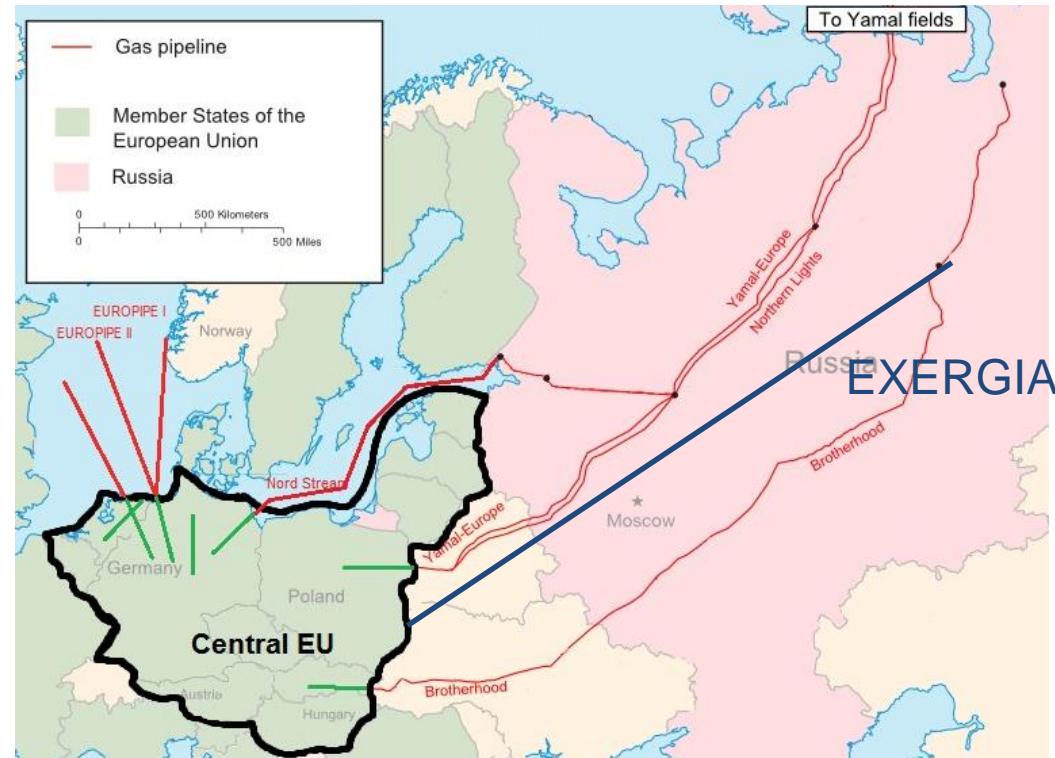 To Yamal fields
Gas pipeline
Member States of the
European Union
Russia
0
500 Kilometers
0
500 Miles
EUROPIPE I
EUROPIPE II
Norway
Yamal-Europe
Northern Lights
Russia
EXERGIA
Brotherhood
Nord Stream
Moscow
Yamal-Europe
Germany
Poland
Central EU
Austria
Hungary
Brotherhood